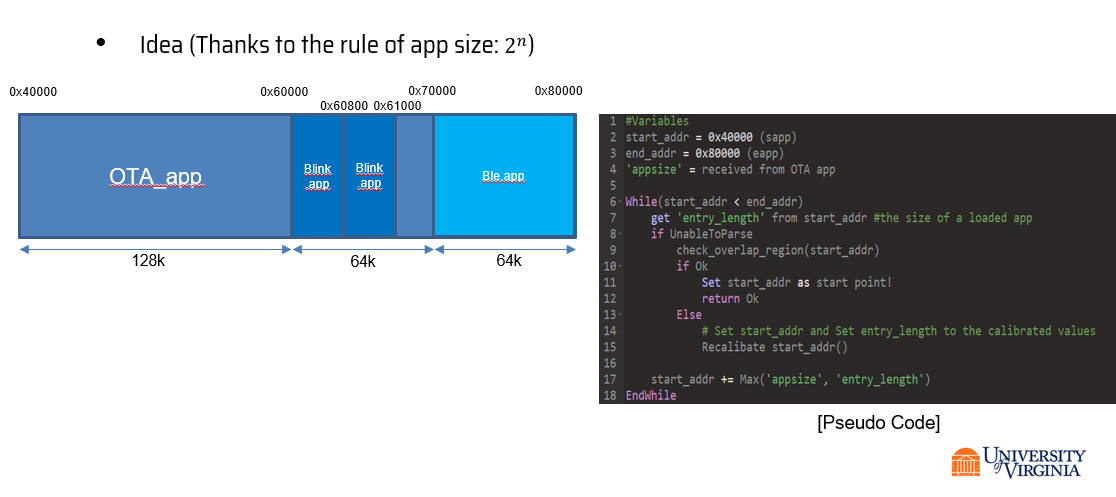 • Idea (Thanks to the rule of app size: 2ⁿ)
0x40000
0x60000
0x70000
0x80000
0x60800 0x61000
OTA_app
Blink
app
Blink
app
Ble.app
128k
64k
64k
1 #Variables
2 start_addr = 0x40000 (sapp)
3 end_addr = 0x80000 (eapp)
4 'appsize' = received from OTA app
5
6 While(start_addr < end_addr)
7 get 'entry_length' from start_addr #the size of a loaded app
8 if UnableToParse
9 check_overlap_region(start_addr)
10 if Ok
11 Set start_addr as start point!
12 return Ok
13 Else
14 # Set start_addr and Set entry_length to the calibrated values
15 Recalibate start_addr()
16
17 start_addr += Max('appsize', 'entry_length')
18 EndWhile
[Pseudo Code]
UNIVERSITY
of VIRGINIA